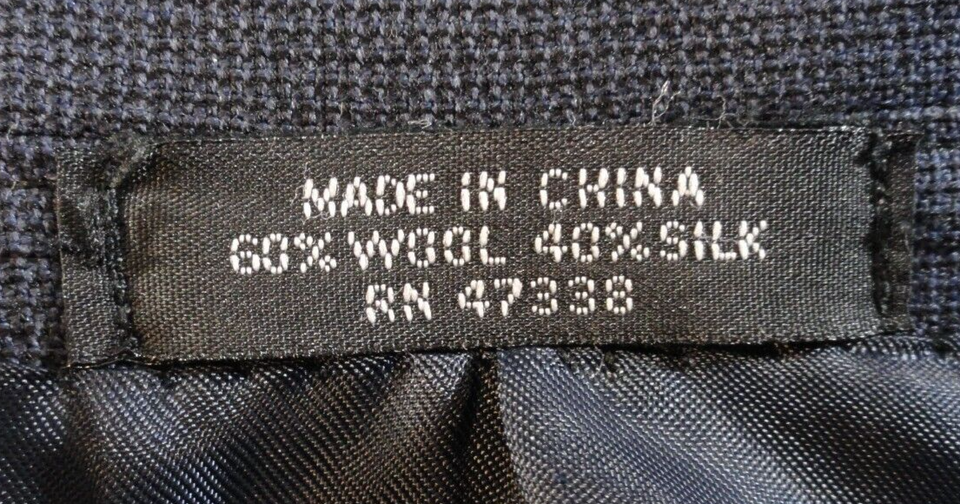 MADE IN CHINA
60% WOOL 40% SILK
RN 47338